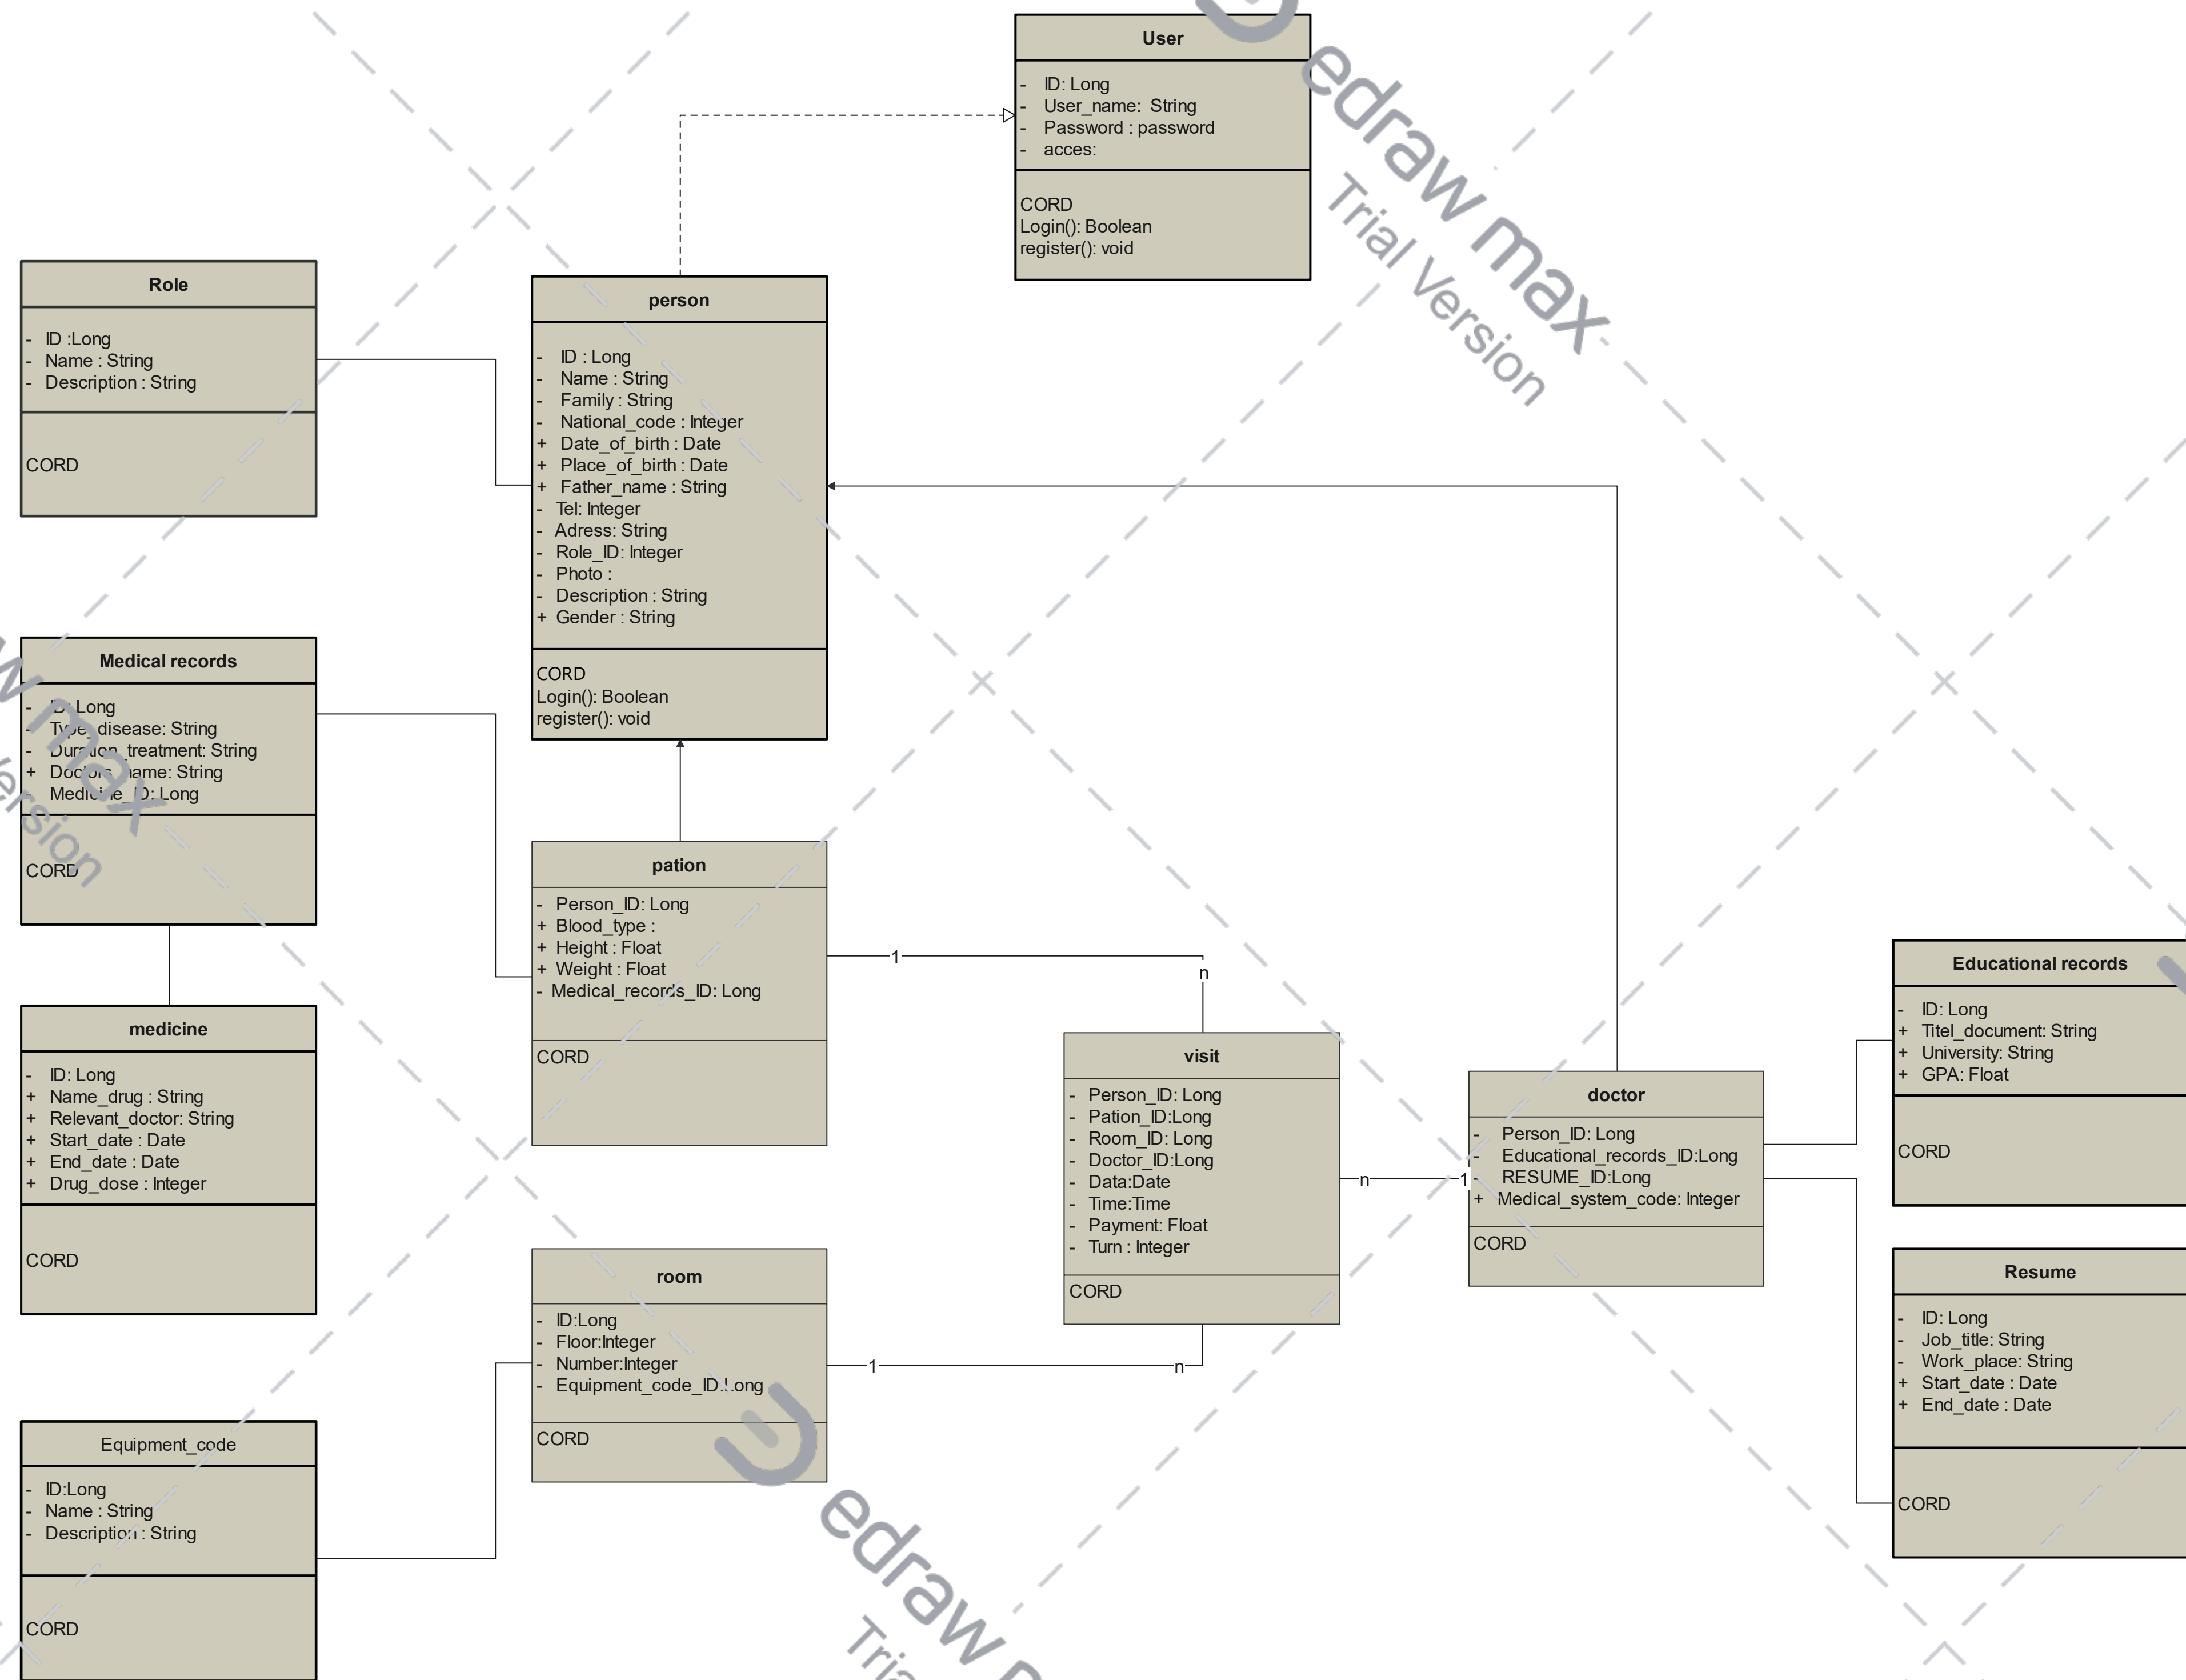 User
- ID: Long
- User_name: String
- Password : password
- acces:
CORD
Login(): Boolean
register(): void
edraw max
Trial Version
Role
- ID :Long
- Name : String
- Description : String
CORD
person
- ID : Long
- Name : String
- Family : String
- National_code : Integer
+ Date_of_birth : Date
+ Place_of_birth : Date
+ Father_name : String
- Tel: Integer
- Adress: String
- Role_ID: Integer
- Photo :
- Description : String
+ Gender : String
CORD
Login(): Boolean
register(): void
Medical records
- ID: Long
- Type_disease: String
- Duration_treatment: String
+ Doctors_name: String
- Medicine_ID: Long
CORD
max
medicine
- ID: Long
+ Name_drug : String
+ Relevant_doctor: String
+ Start_date : Date
+ End_date : Date
+ Drug_dose : Integer
CORD
pation
- Person_ID: Long
+ Blood_type :
+ Height : Float
+ Weight : Float
- Medical_records_ID: Long
CORD
1
n
visit
- Person_ID: Long
- Pation_ID:Long
- Room_ID: Long
- Doctor_ID:Long
- Data:Date
- Time:Time
- Payment: Float
- Turn : Integer
CORD
n
1
doctor
- Person_ID: Long
- Educational_records_ID:Long
- RESUME_ID:Long
+ Medical_system_code: Integer
CORD
Educational records
- ID: Long
+ Titel_document: String
+ University: String
+ GPA: Float
CORD
Resume
- ID: Long
- Job_title: String
- Work_place: String
+ Start_date : Date
+ End_date : Date
CORD
room
- ID:Long
- Floor:Integer
- Number:Integer
- Equipment_code_ID:Long
CORD
1
n
Equipment_code
- ID:Long
- Name : String
- Description : String
CORD
edraw